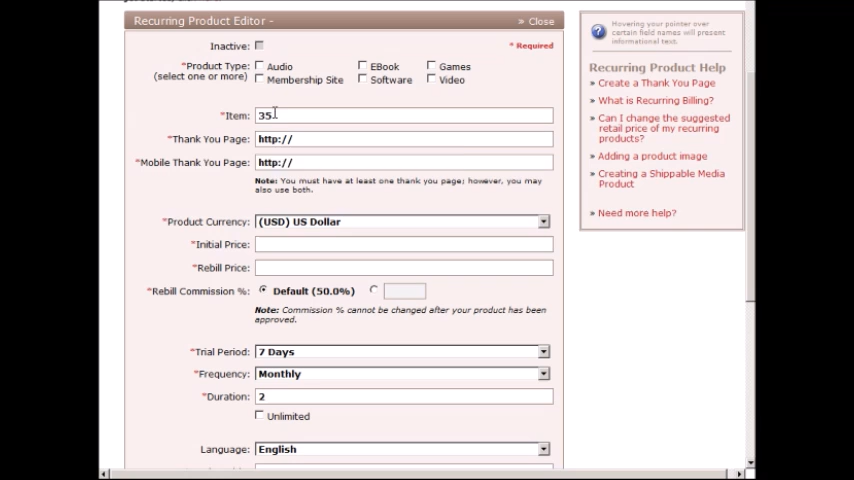 Recurring Product Editor -
» Close
Inactive:
* Required
*Product Type:
(select one or more)
Audio
EBook
Games
Membership Site
Software
Video
*Item: 35
*Thank You Page: http://
*Mobile Thank You Page: http://
Note: You must have at least one thank you page; however, you may
also use both.
*Product Currency: (USD) US Dollar
*Initial Price:
*Rebill Price:
*Rebill Commission %: Default (50.0%)
Note: Commission % cannot be changed after your product has been
approved.
*Trial Period: 7 Days
*Frequency: Monthly
*Duration: 2
Unlimited
Language: English
Hovering your pointer over
certain field names will present
informational text.
Recurring Product Help
» Create a Thank You Page
» What is Recurring Billing?
» Can I change the suggested
retail price of my recurring
products?
» Adding a product image
» Creating a Shippable Media
Product
» Need more help?